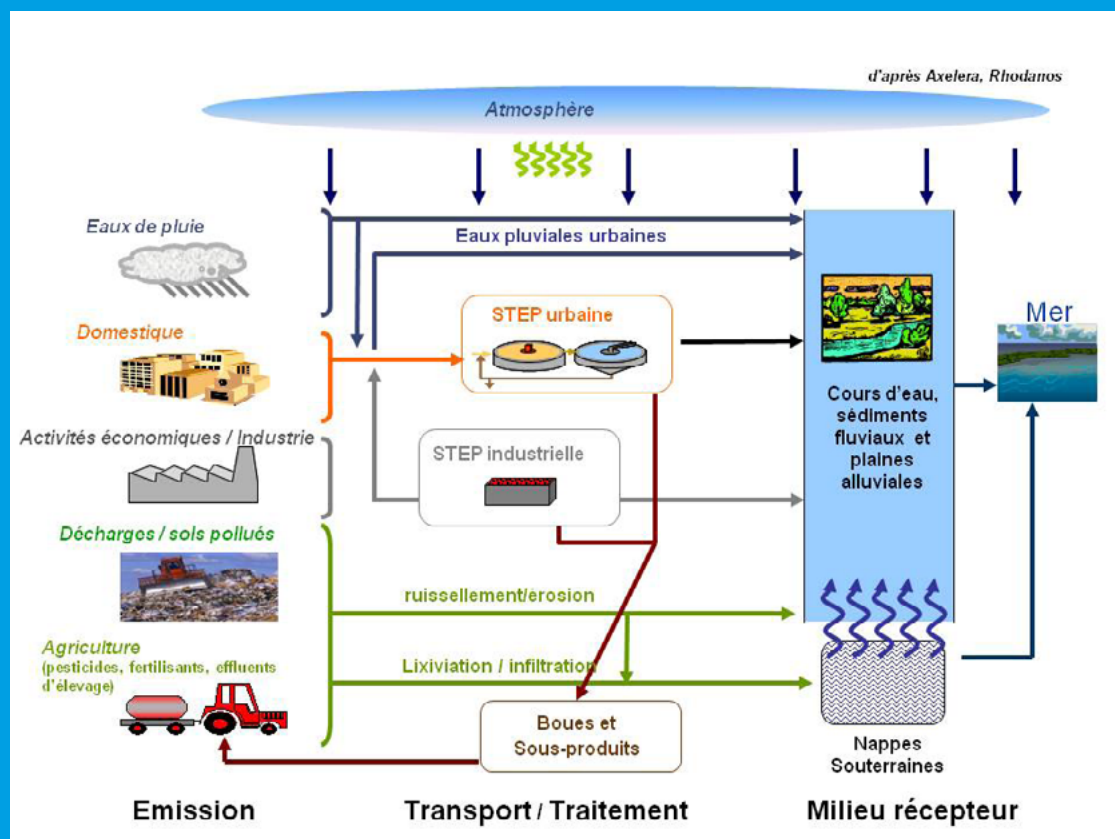 d'après Axelera, Rhodanos
Atmosphère
Eaux de pluie
Eaux pluviales urbaines
Domestique
STEP urbaine
Mer
Cours d'eau,
sédiments
fluviaux et
plaines
alluviales
Activités économiques / Industrie
STEP industrielle
Décharges / sols pollués
ruissellement/érosion
Agriculture
(pesticides, fertilisants, effluents
d'élevage)
Lixiviation / infiltration
Boues et
Sous-produits
Nappes
Souterraines
Emission
Transport / Traitement
Milieu récepteur